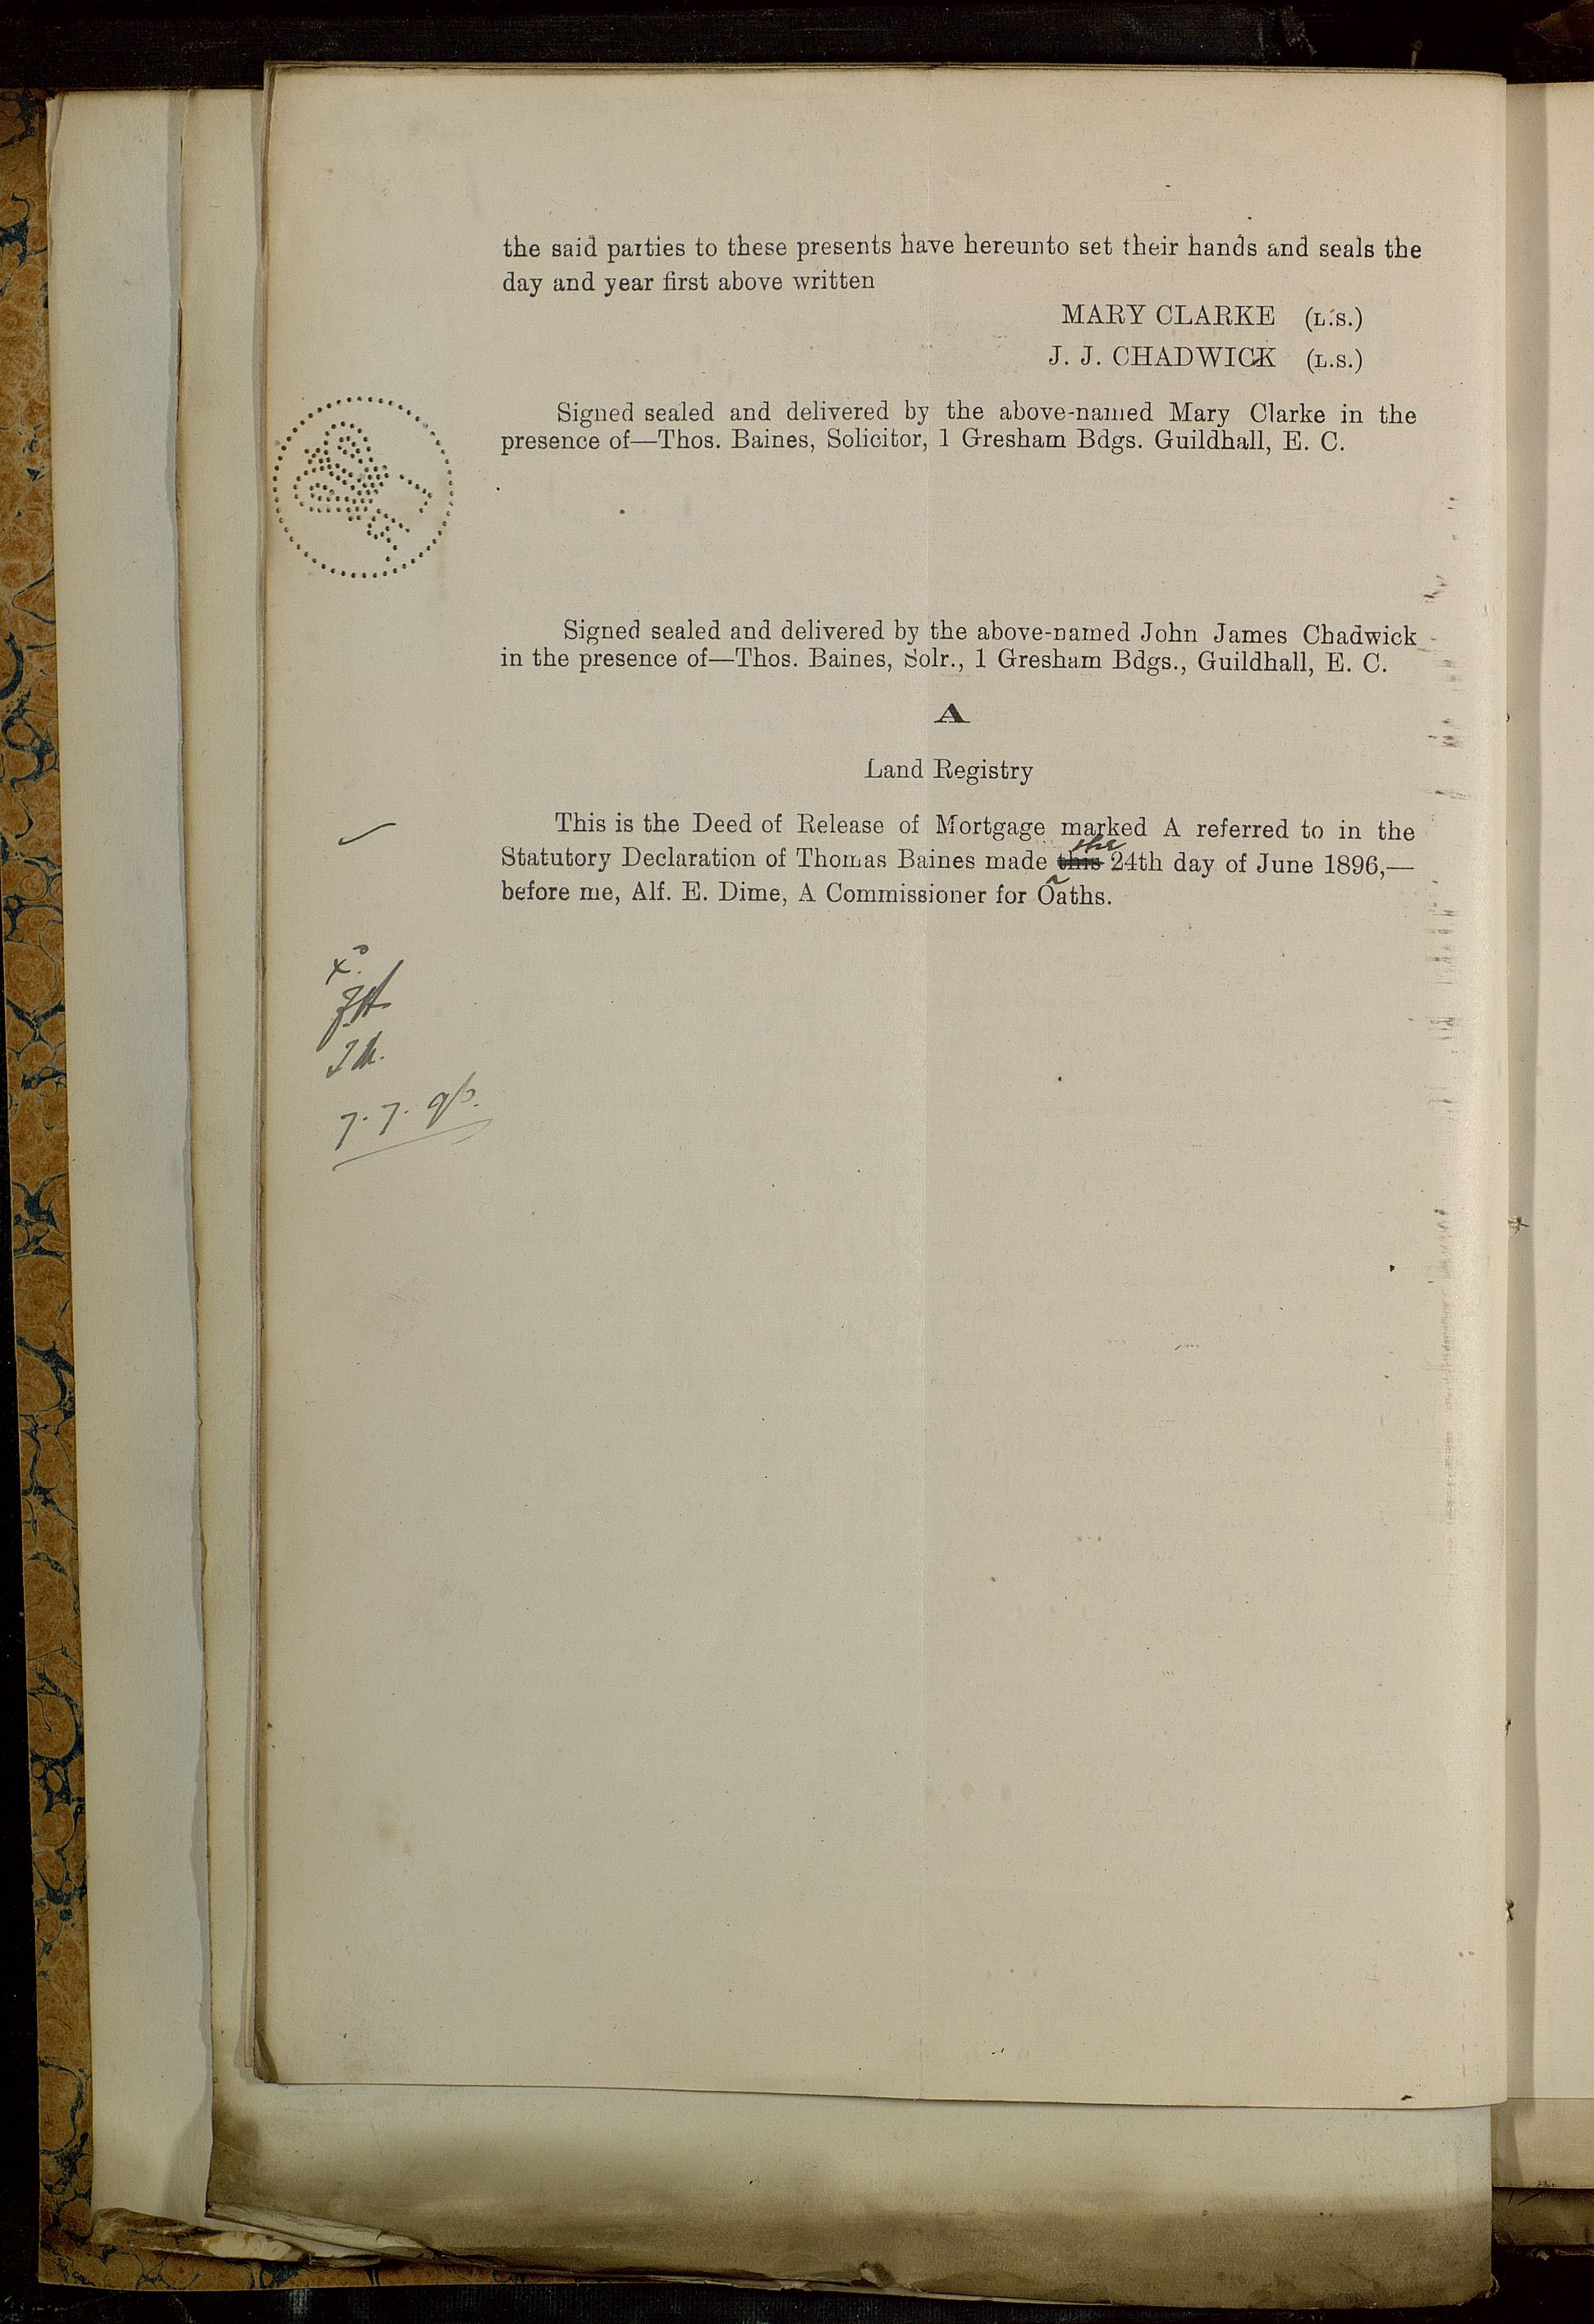 the said parties to these presents have hereunto set their hands and seals the
day and year first above written
MARY CLARKE (L.S.)
J. J. CHADWICK (L.S.)
Signed sealed and delivered by the above-named Mary Clarke in the
presence of—Thos. Baines, Solicitor, 1 Gresham Bdgs. Guildhall, E. C.
Signed sealed and delivered by the above-named John James Chadwick
in the presence of—Thos. Baines, Solr., 1 Gresham Bdgs., Guildhall, E. C.
A
Land Registry
This is the Deed of Release of Mortgage marked A referred to in the
the
Statutory Declaration of Thomas Baines made this 24th day of June 1896,—
before me, Alf. E. Dime, A Commissioner for Oaths.
7. 7. 96.